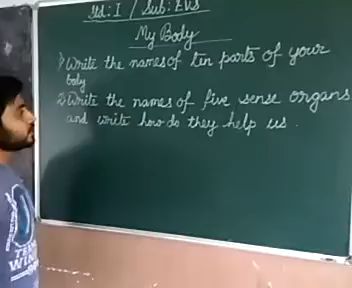 Std: I / Sub: EVS
My Body
1) Write the names of ten parts of your
body
2) Write the names of five sense organs
and write how do they help us.